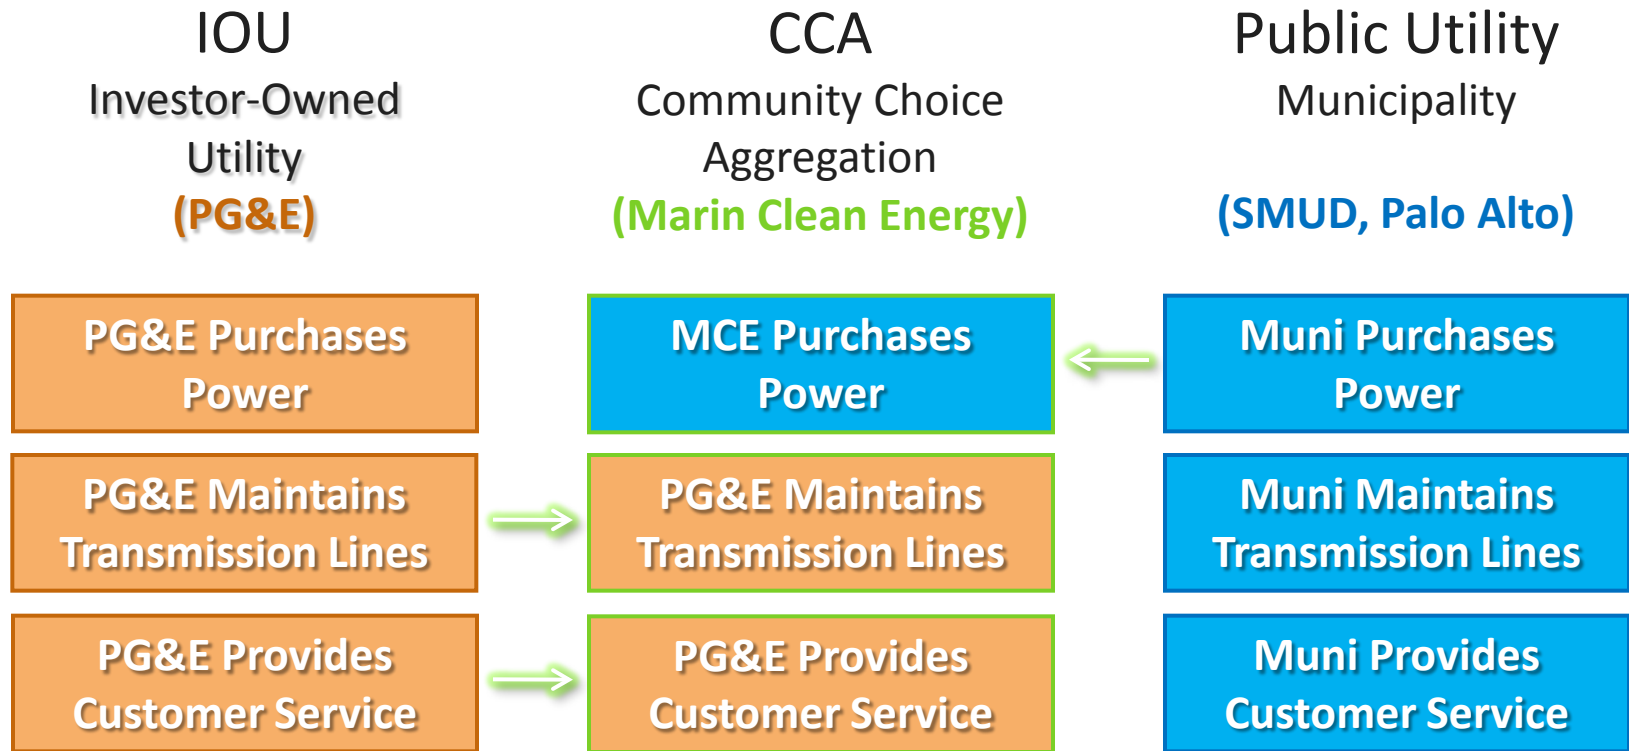 IOU
Investor-Owned
Utility
(PG&E)
CCA
Community Choice
Aggregation
(Marin Clean Energy)
Public Utility
Municipality
(SMUD, Palo Alto)
PG&E Purchases
Power
MCE Purchases
Power
Muni Purchases
Power
PG&E Maintains
Transmission Lines
PG&E Maintains
Transmission Lines
Muni Maintains
Transmission Lines
PG&E Provides
Customer Service
PG&E Provides
Customer Service
Muni Provides
Customer Service